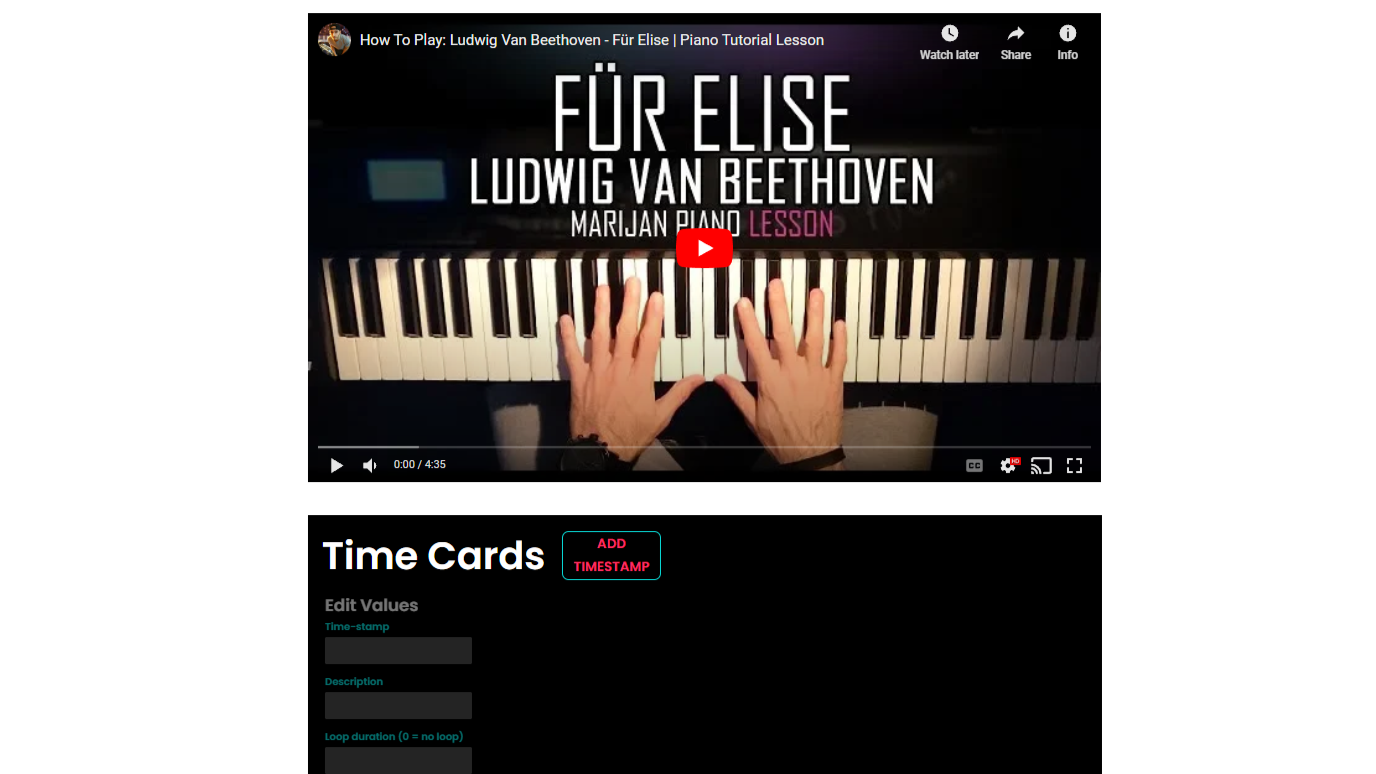 How To Play: Ludwig Van Beethoven - Für Elise | Piano Tutorial Lesson
Watch later
Share
Info
FÜR ELISE
LUDWIG VAN BEETHOVEN
MARIJAN PIANO LESSON
0:00 / 4:35
CC
HD
Time Cards
ADD
TIMESTAMP
Edit Values
Time-stamp
Description
Loop duration (0 = no loop)